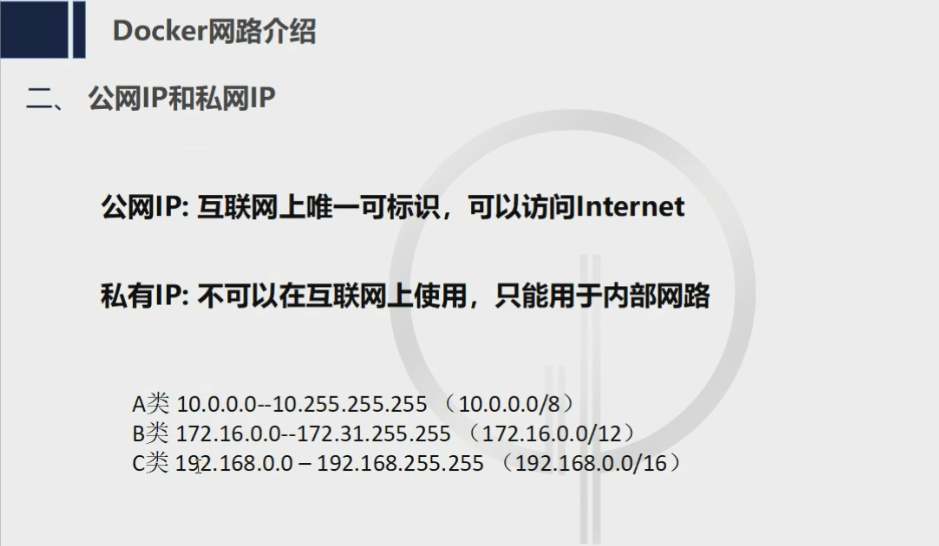 Docker网路介绍
二、 公网IP和私网IP
公网IP: 互联网上唯一可标识，可以访问Internet
私有IP: 不可以在互联网上使用，只能用于内部网路
A类 10.0.0.0--10.255.255.255 （10.0.0.0/8）
B类 172.16.0.0--172.31.255.255 （172.16.0.0/12）
C类 192.168.0.0 – 192.168.255.255 （192.168.0.0/16）